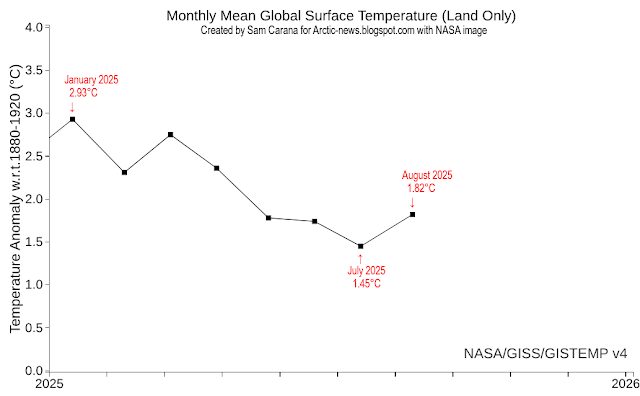 Monthly Mean Global Surface Temperature (Land Only)
Created by Sam Carana for Arctic-news.blogspot.com with NASA image
Temperature Anomaly w.r.t.1880-1920 (°C)
4.0
3.5
3.0
2.5
2.0
1.5
1.0
0.5
0.0
January 2025
2.93°C
↓
August 2025
1.82°C
↓
↑
July 2025
1.45°C
NASA/GISS/GISTEMP v4
2025
2026